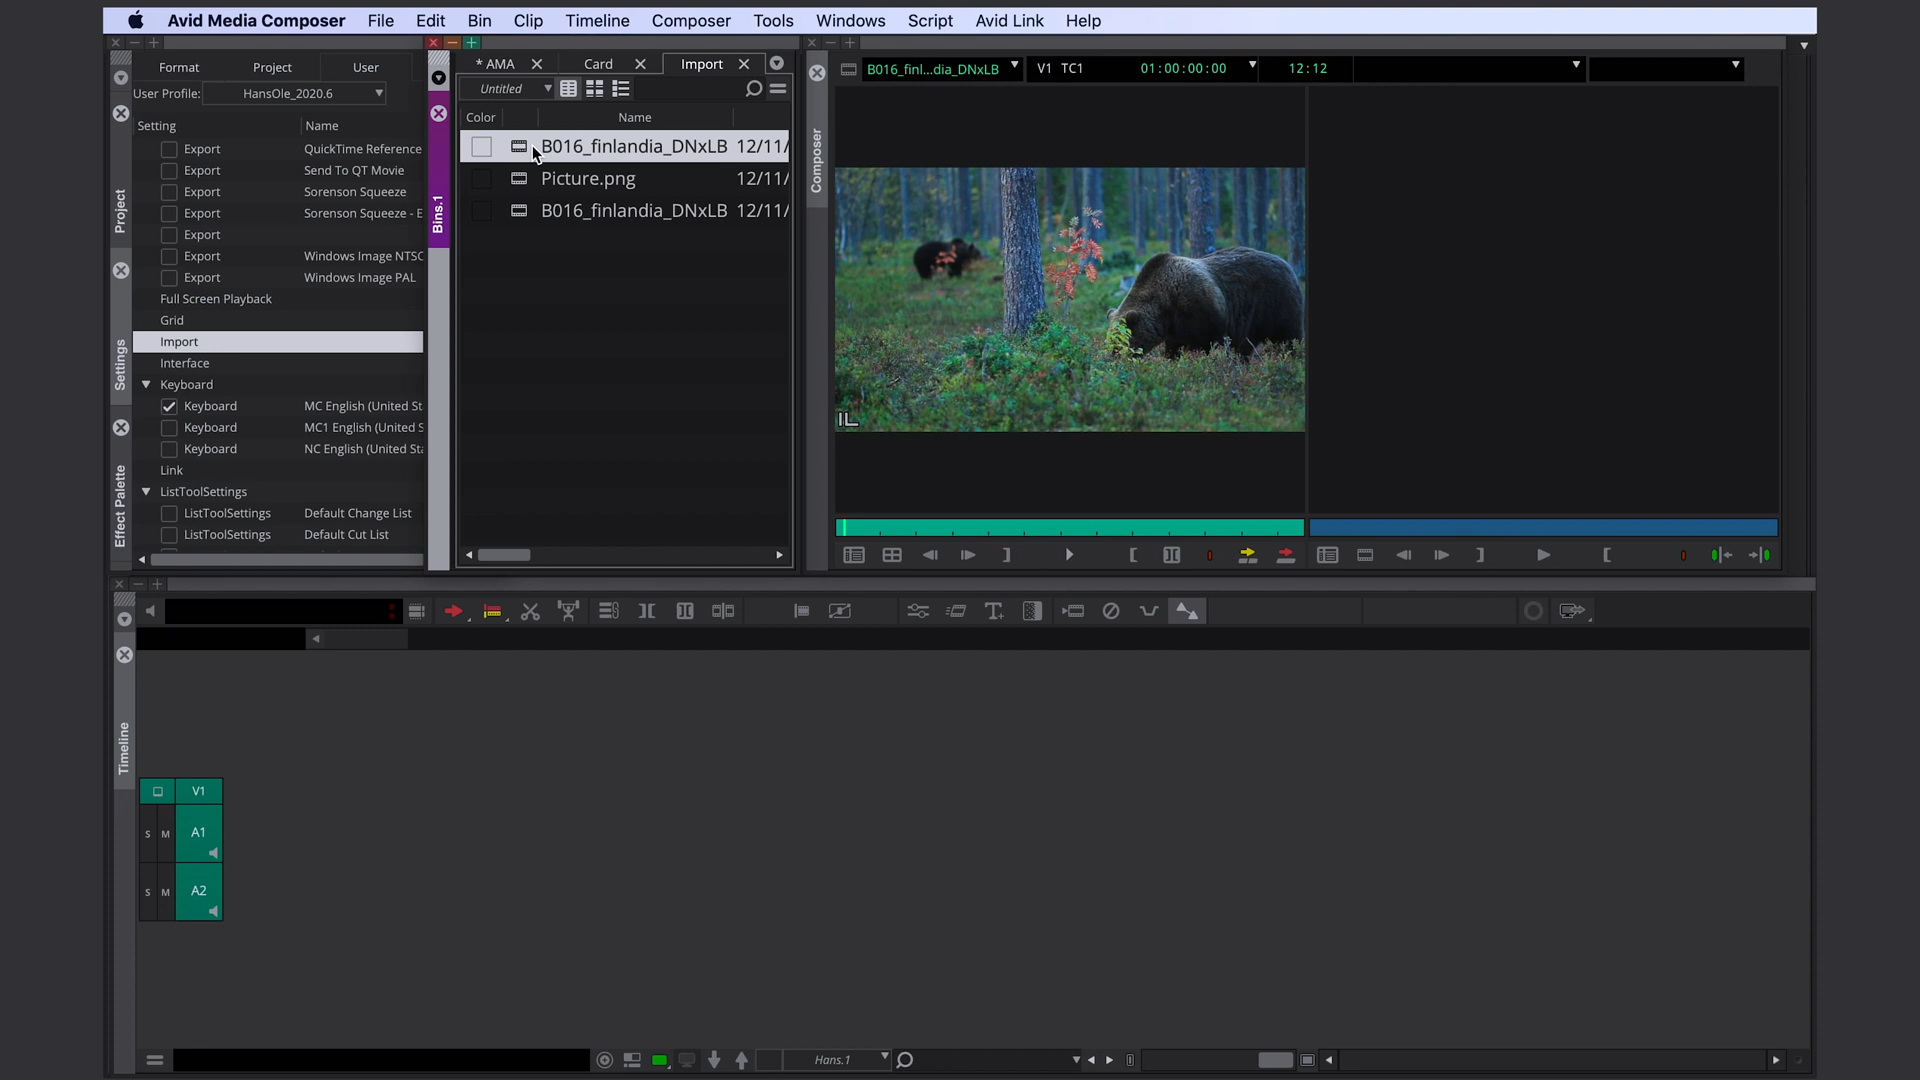 Avid Media Composer File Edit Bin Clip Timeline Composer Tools Windows Script Avid Link Help
Format Project User
User Profile: HansOle_2020.6
Setting Name
Export QuickTime Reference
Export Send To QT Movie
Export Sorenson Squeeze
Export Sorenson Squeeze - E
Export
Export Windows Image NTSC
Export Windows Image PAL
Full Screen Playback
Grid
Import
Interface
Keyboard
Keyboard MC English (United St
Keyboard MC1 English (United S
Keyboard NC English (United Sta
Link
ListToolSettings
ListToolSettings Default Change List
ListToolSettings Default Cut List
Project
Settings
Effect Palette
Bins.1
* AMA Card Import
Untitled
Color Name
B016_finlandia_DNxLB 12/11/
Picture.png 12/11/
B016_finlandia_DNxLB 12/11/
Composer
B016_finl...dia_DNxLB V1 TC1 01:00:00:00 12:12
IL
Timeline
V1
S M A1
S M A2
Hans.1